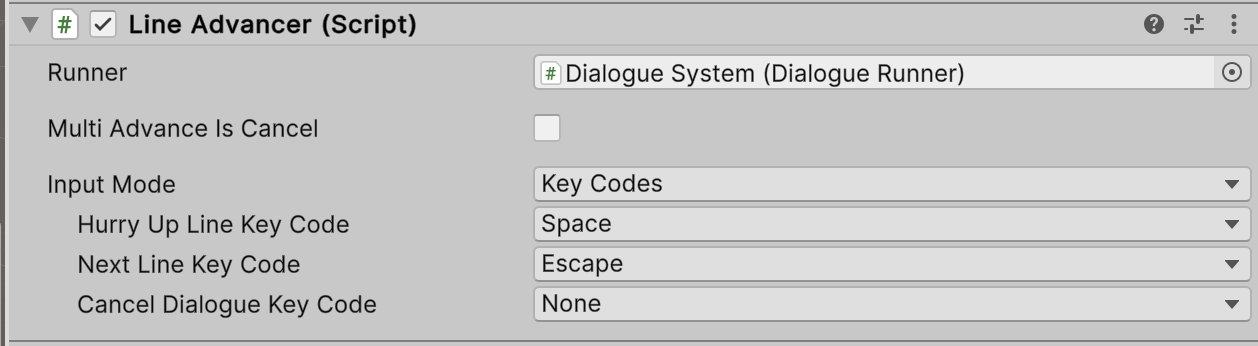 Line Advancer (Script)
Runner # Dialogue System (Dialogue Runner)
Multi Advance Is Cancel
Input Mode Key Codes
Hurry Up Line Key Code Space
Next Line Key Code Escape
Cancel Dialogue Key Code None